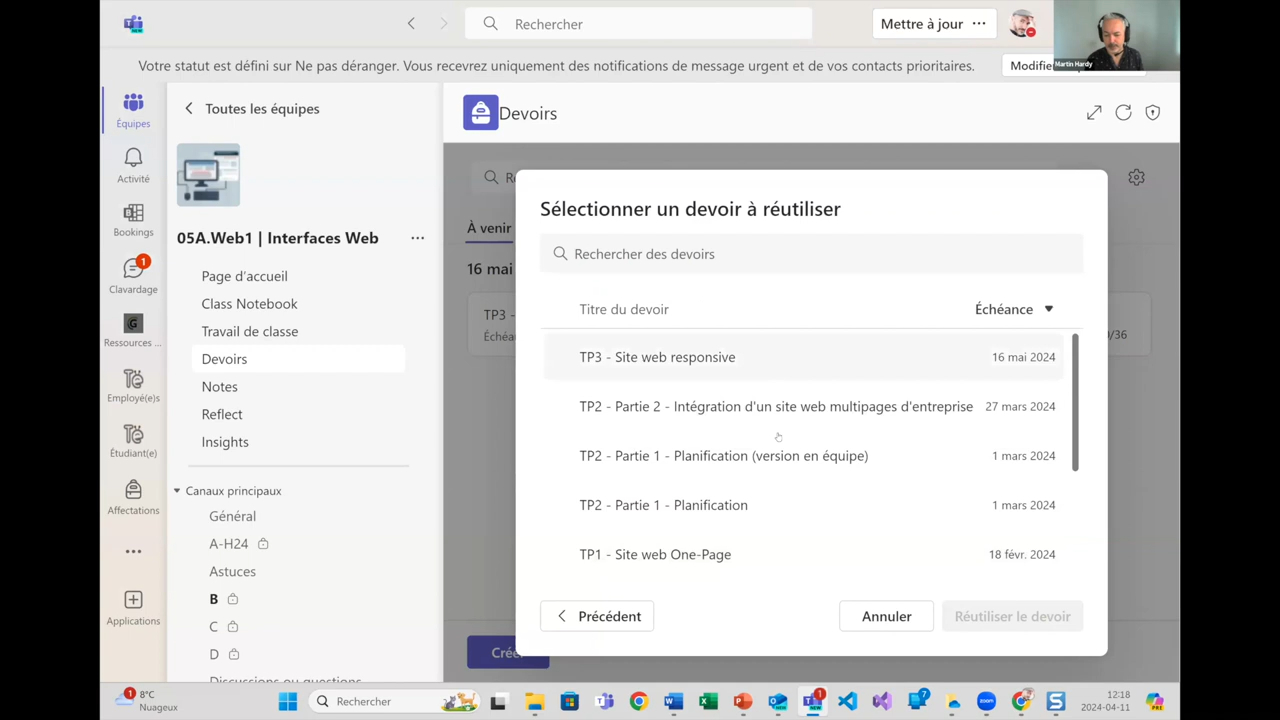 Rechercher
Mettre à jour
Votre statut est défini sur Ne pas déranger. Vous recevrez uniquement des notifications de message urgent et de vos contacts prioritaires.
Martin Hardy
Équipes
Activité
Bookings
1
Clavardage
Ressources ...
Employé(e)s
Étudiant(e)
Affectations
Applications
Toutes les équipes
05A.Web1 | Interfaces Web
Page d'accueil
Class Notebook
Travail de classe
Devoirs
Notes
Reflect
Insights
Canaux principaux
Général
A-H24
Astuces
B
C
D
Devoirs
À venir
16 mai
TP3 -
/36
Sélectionner un devoir à réutiliser
Rechercher des devoirs
Titre du devoir Échéance
TP3 - Site web responsive 16 mai 2024
TP2 - Partie 2 - Intégration d'un site web multipages d'entreprise 27 mars 2024
TP2 - Partie 1 - Planification (version en équipe) 1 mars 2024
TP2 - Partie 1 - Planification 1 mars 2024
TP1 - Site web One-Page 18 févr. 2024
Précédent Annuler Réutiliser le devoir
1
8°C
Nuageux
Rechercher
1
7
12:18
2024-04-11